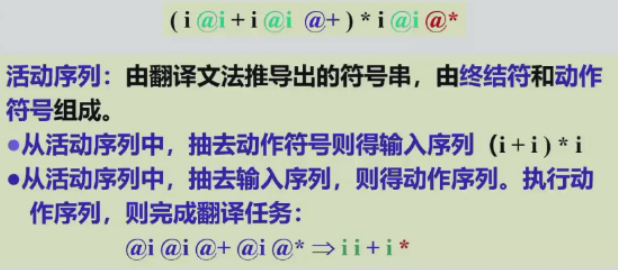 ( i @i + i @i @+ ) * i @i @*
活动序列：由翻译文法推导出的符号串，由终结符和动作
符号组成。
●从活动序列中，抽去动作符号则得输入序列（i + i ) * i
●从活动序列中，抽去输入序列，则得动作序列。执行动
作序列，则完成翻译任务：
@i @i @+ @i @* ⇒ i i + i *